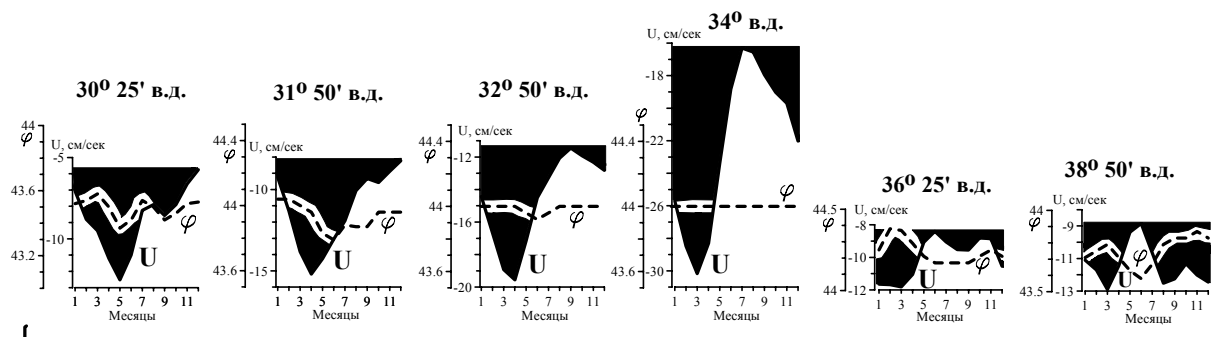 30⁰ 25' в.д.
44
φ
43.6
43.2
U, см/сек
-5
-10
U
φ
1 3 5 7 9 11
Месяцы
31⁰ 50' в.д.
44.4
φ
44
43.6
U, см/сек
-10
-15
U
φ
1 3 5 7 9 11
Месяцы
32⁰ 50' в.д.
44.4
φ
44
43.6
U, см/сек
-12
-16
-20
U
φ
1 3 5 7 9 11
Месяцы
34⁰ в.д.
U, см/сек
φ
44.4
44
43.6
-18
-22
-26
-30
U
φ
1 3 5 7 9 11
Месяцы
36⁰ 25' в.д.
44.5
φ
44
U, см/сек
-8
-10
-12
U
φ
1 3 5 7 9 11
Месяцы
38⁰ 50' в.д.
44
φ
43.5
U, см/сек
-9
-11
-13
U
φ
1 3 5 7 9 11
Месяцы